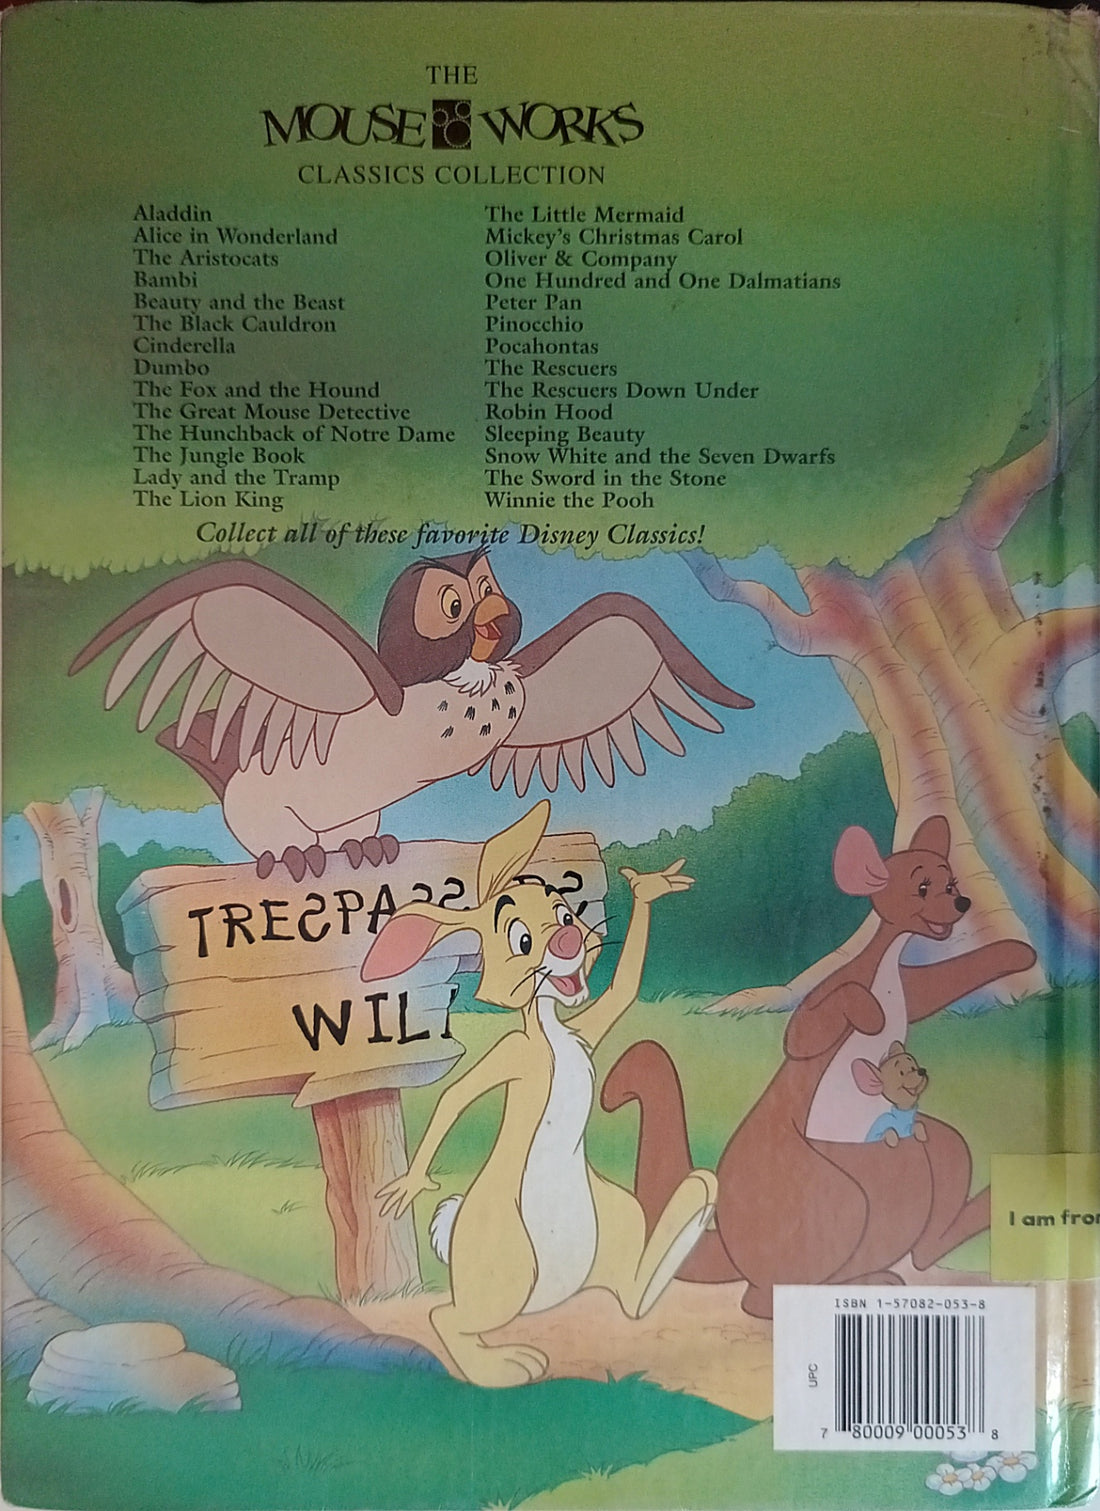 THE
MOUSE WORKS
CLASSICS COLLECTION
Aladdin
Alice in Wonderland
The Aristocats
Bambi
Beauty and the Beast
The Black Cauldron
Cinderella
Dumbo
The Fox and the Hound
The Great Mouse Detective
The Hunchback of Notre Dame
The Jungle Book
Lady and the Tramp
The Lion King
The Little Mermaid
Mickey's Christmas Carol
Oliver & Company
One Hundred and One Dalmatians
Peter Pan
Pinocchio
Pocahontas
The Rescuers
The Rescuers Down Under
Robin Hood
Sleeping Beauty
Snow White and the Seven Dwarfs
The Sword in the Stone
Winnie the Pooh
Collect all of these favorite Disney Classics!
WIL
I am from
ISBN 1-57082-053-8
UPC
7 80009 00053 8